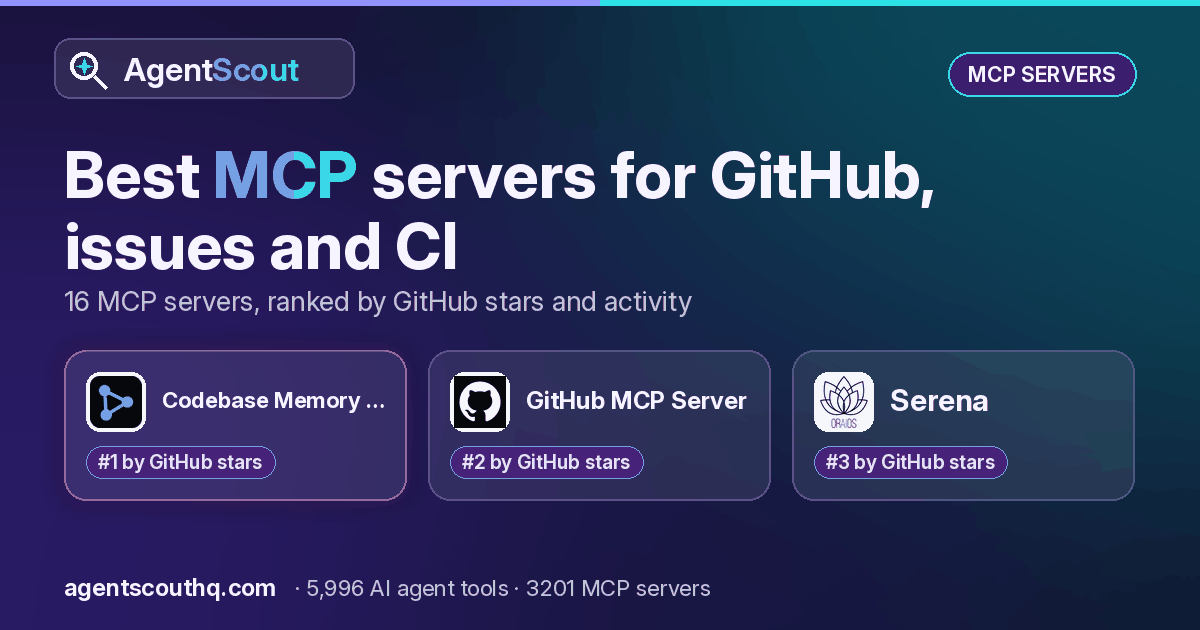 AgentScout
MCP SERVERS
Best MCP servers for GitHub,
issues and CI
16 MCP servers, ranked by GitHub stars and activity
Codebase Memory ...
#1 by GitHub stars
GitHub MCP Server
#2 by GitHub stars
ORAIOS
Serena
#3 by GitHub stars
agentscouthq.com · 5,996 AI agent tools · 3201 MCP servers